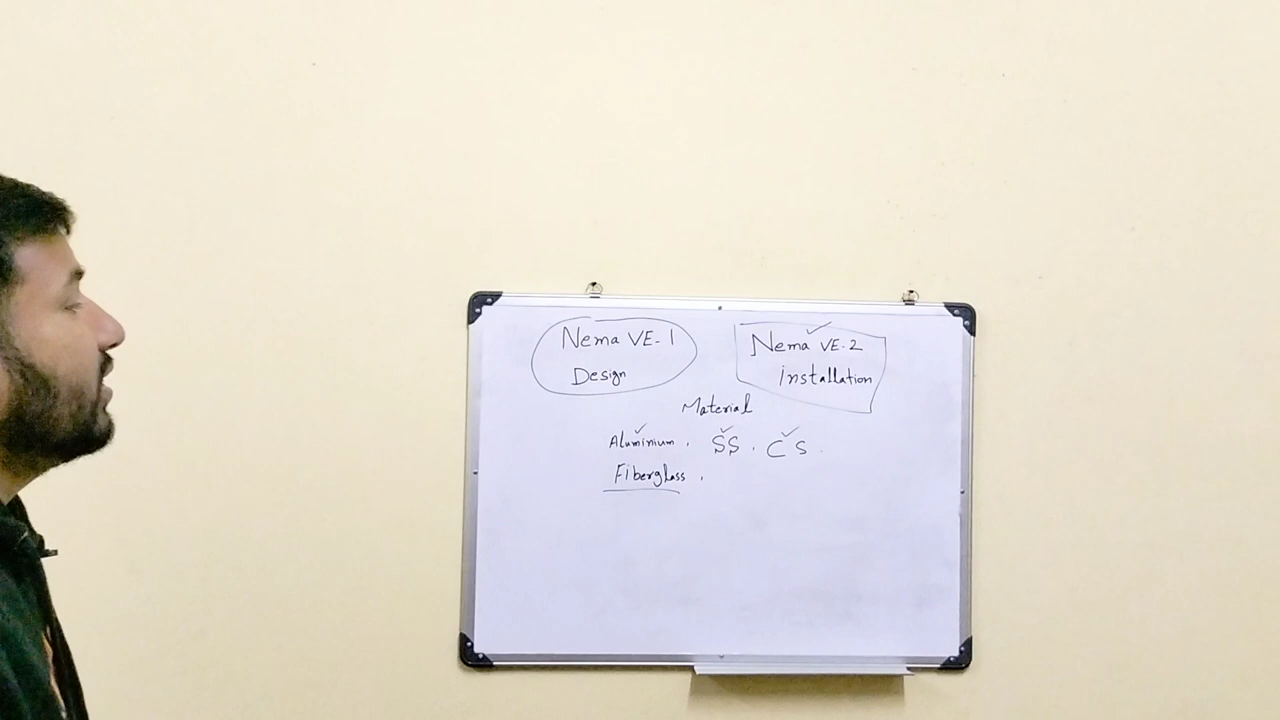 Nema VE-1
Design
Nema VE-2
installation
Material
Aluminium, SS, CS.
Fiberglass,